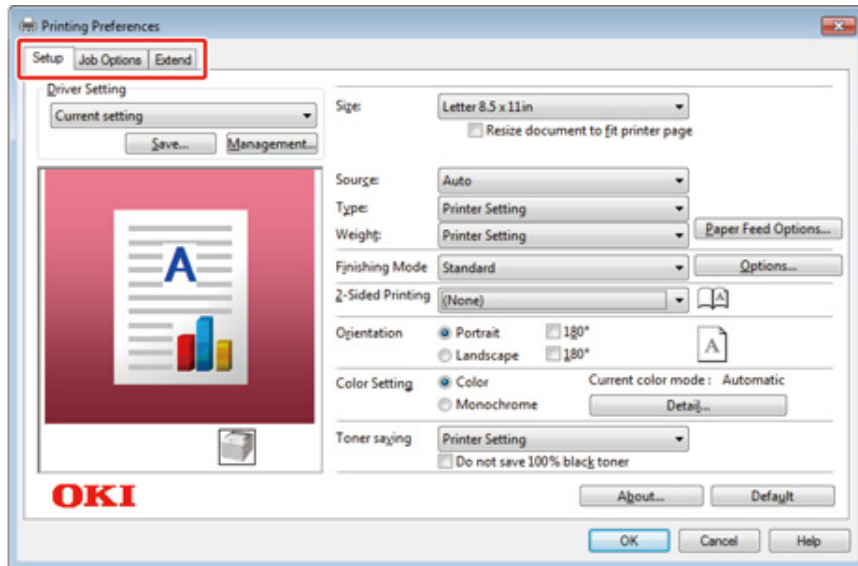 Printing Preferences
Setup Job Options Extend
Driver Setting
Current setting
Save... Management...
A
OKI
Size: Letter 8.5 x 11in
Resize document to fit printer page
Source: Auto
Type: Printer Setting
Weight: Printer Setting Paper Feed Options...
Finishing Mode Standard Options...
2-Sided Printing (None) A
Orientation Portrait 180°
Landscape 180° A
Color Setting Color Current color mode : Automatic
Monochrome Detail...
Toner saving Printer Setting
Do not save 100% black toner
About... Default
OK Cancel Help